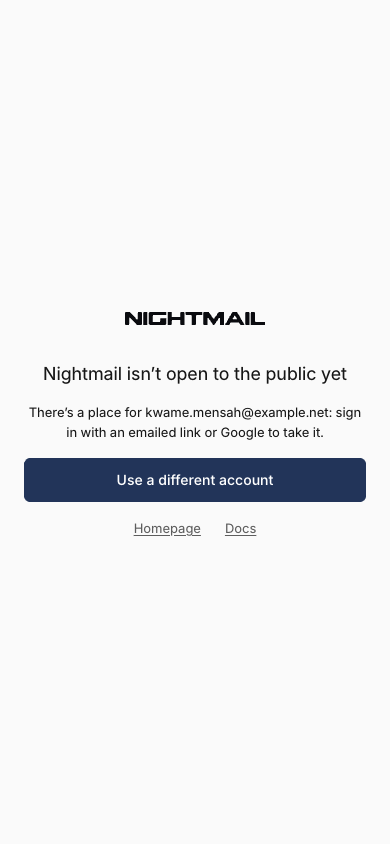 NIGHTMAIL
Nightmail isn’t open to the public yet
There’s a place for kwame.mensah@example.net: sign
in with an emailed link or Google to take it.
Use a different account
Homepage Docs